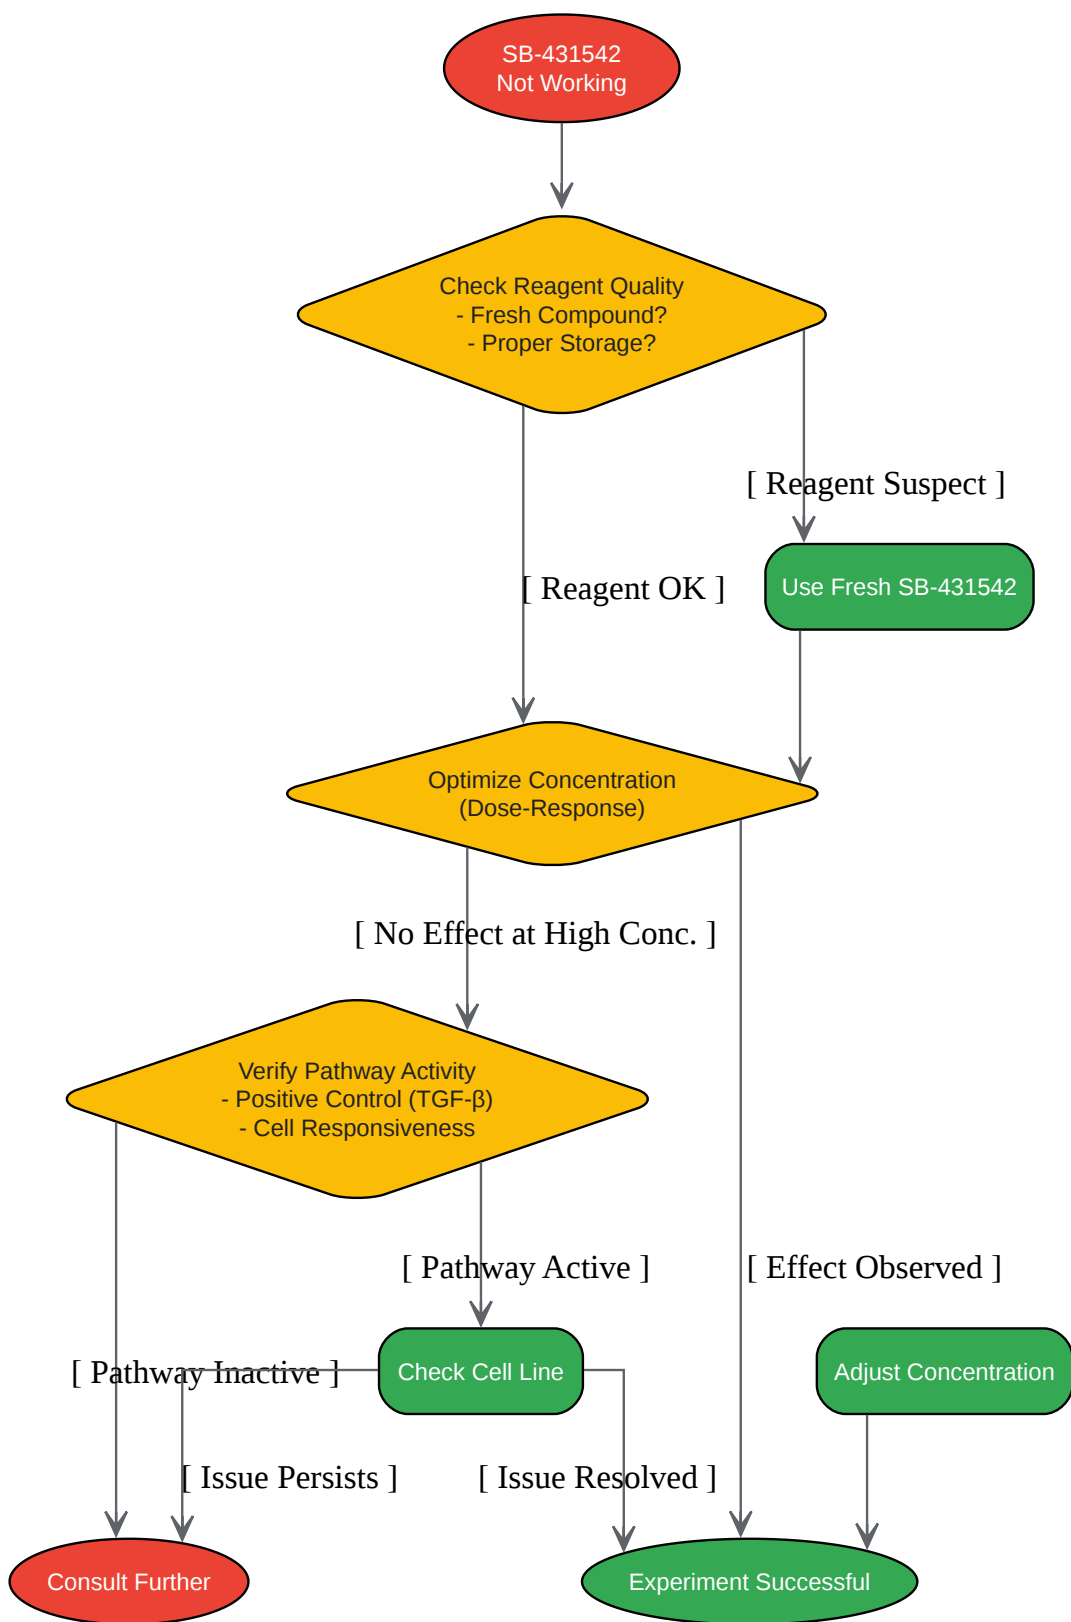 SB-431542
Not Working
Check Reagent Quality
- Fresh Compound?
- Proper Storage?
[ Reagent Suspect ]
[ Reagent OK ]
Use Fresh SB-431542
Optimize Concentration
(Dose-Response)
[ No Effect at High Conc. ]
Verify Pathway Activity
- Positive Control (TGF-β)
- Cell Responsiveness
[ Pathway Active ]
[ Effect Observed ]
[ Pathway Inactive ]
Check Cell Line
Adjust Concentration
[ Issue Persists ]
[ Issue Resolved ]
Consult Further
Experiment Successful